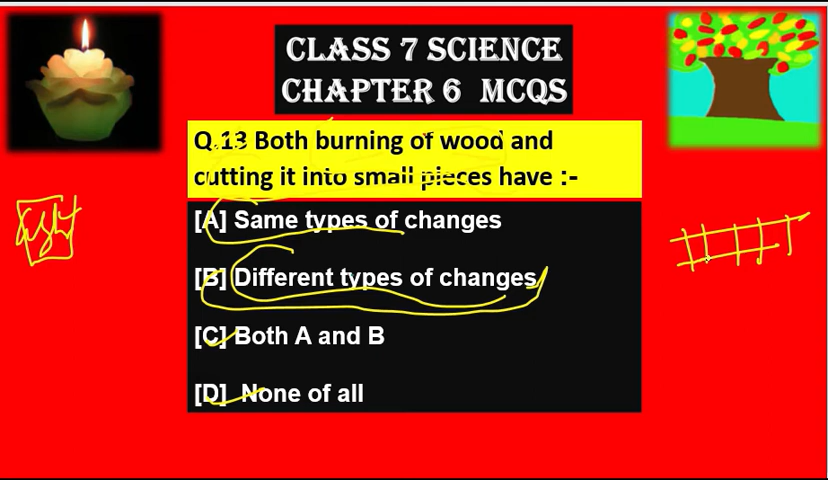 CLASS 7 SCIENCE
CHAPTER 6 MCQS
Q.13 Both burning of wood and
cutting it into small pieces have :-
[A] Same types of changes
[B] Different types of changes
[C] Both A and B
[D] None of all